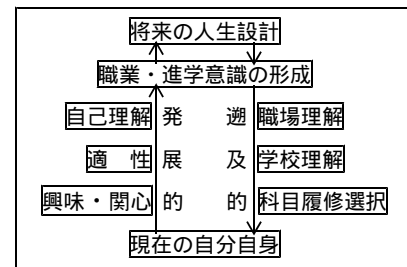 将来の人生設計
職業・進学意識の形成
自己理解 発 遡 職場理解
適 性 展 及 学校理解
興味・関心 的 的 科目履修選択
現在の自分自身